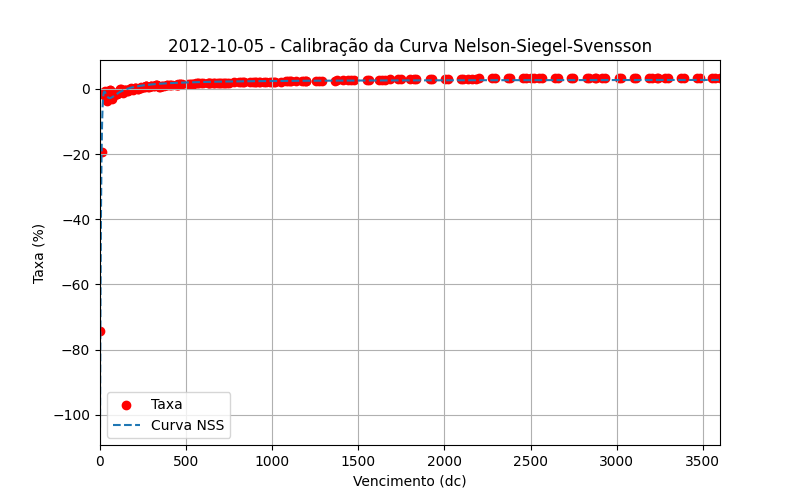 2012-10-05 - Calibração da Curva Nelson-Siegel-Svensson
Taxa (%)
0
−20
−40
−60
−80
−100
Taxa
Curva NSS
0 500 1000 1500 2000 2500 3000 3500
Vencimento (dc)